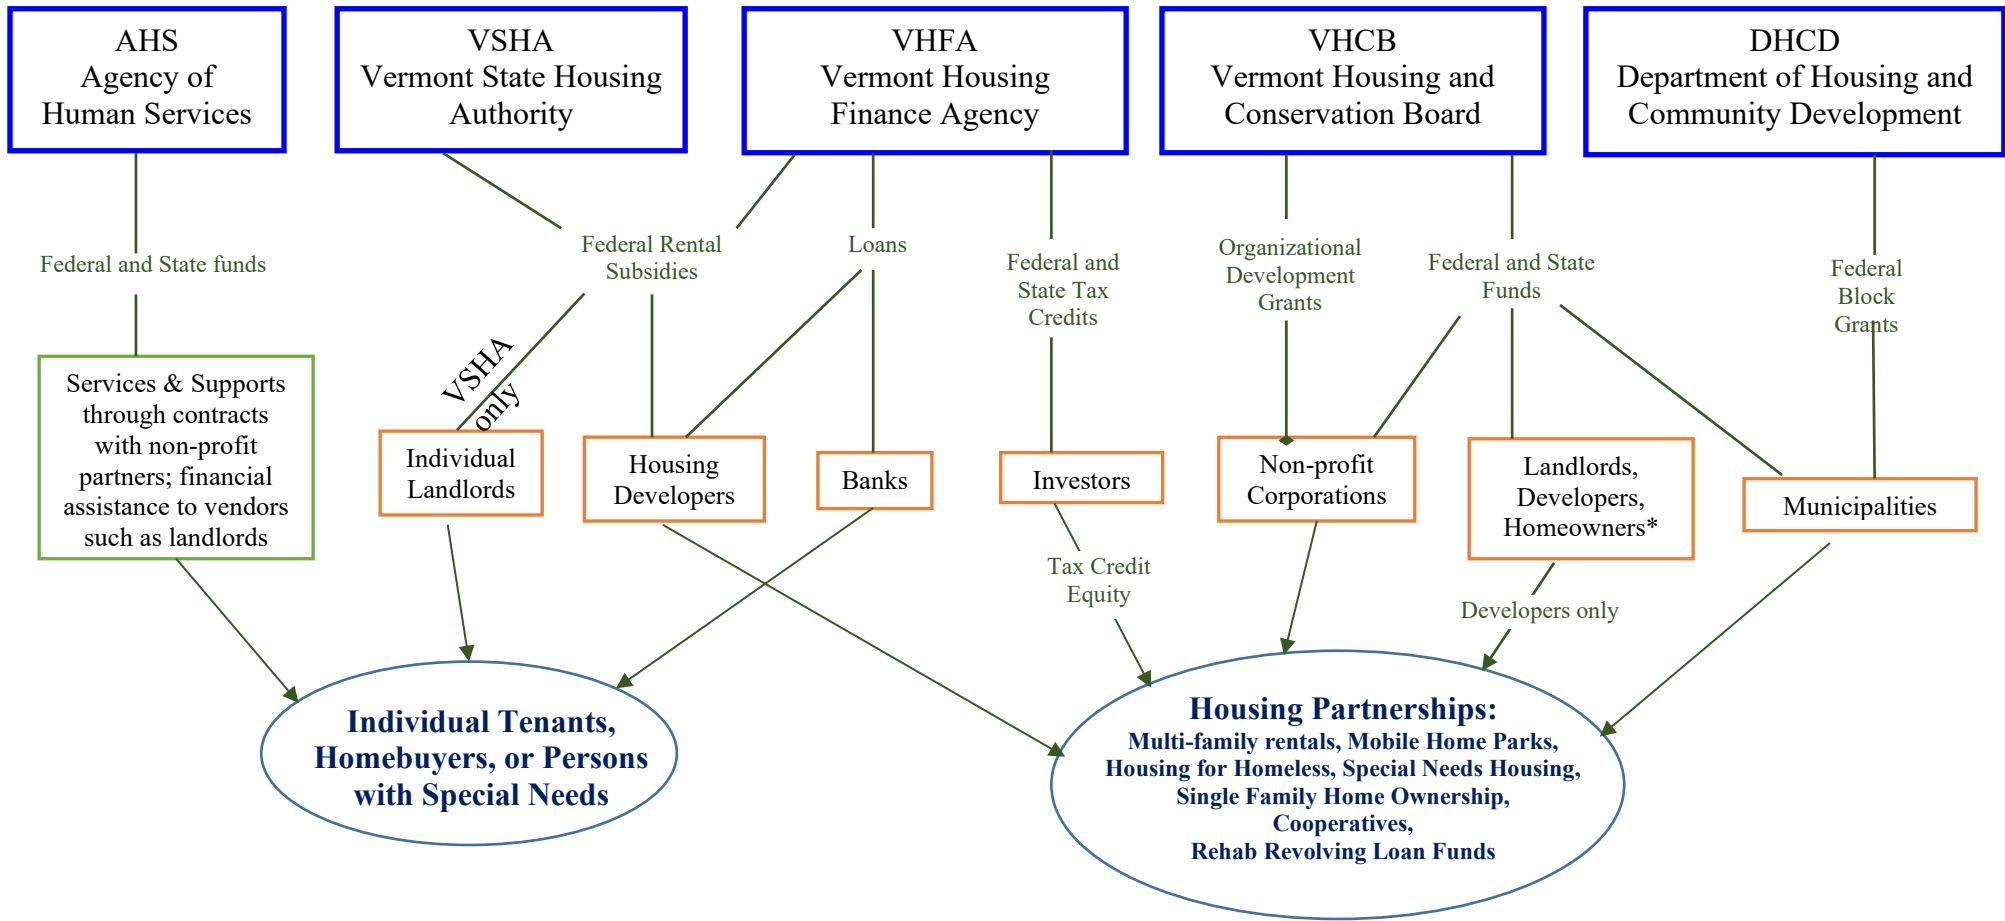 AHS
Agency of
Human Services
VSHA
Vermont State Housing
Authority
VHFA
Vermont Housing
Finance Agency
VHCB
Vermont Housing and
Conservation Board
DHCD
Department of Housing and
Community Development
Federal and State funds
Federal Rental
Subsidies
Loans
Federal and
State Tax
Credits
Organizational
Development
Grants
Federal and State
Funds
Federal
Block
Grants
VSHA
only
Services & Supports
through contracts
with non-profit
partners; financial
assistance to vendors
such as landlords
Individual
Landlords
Housing
Developers
Banks
Investors
Non-profit
Corporations
Landlords,
Developers,
Homeowners*
Municipalities
Tax Credit
Equity
Developers only
Individual Tenants,
Homebuyers, or Persons
with Special Needs
Housing Partnerships:
Multi-family rentals, Mobile Home Parks,
Housing for Homeless, Special Needs Housing,
Single Family Home Ownership,
Cooperatives,
Rehab Revolving Loan Funds